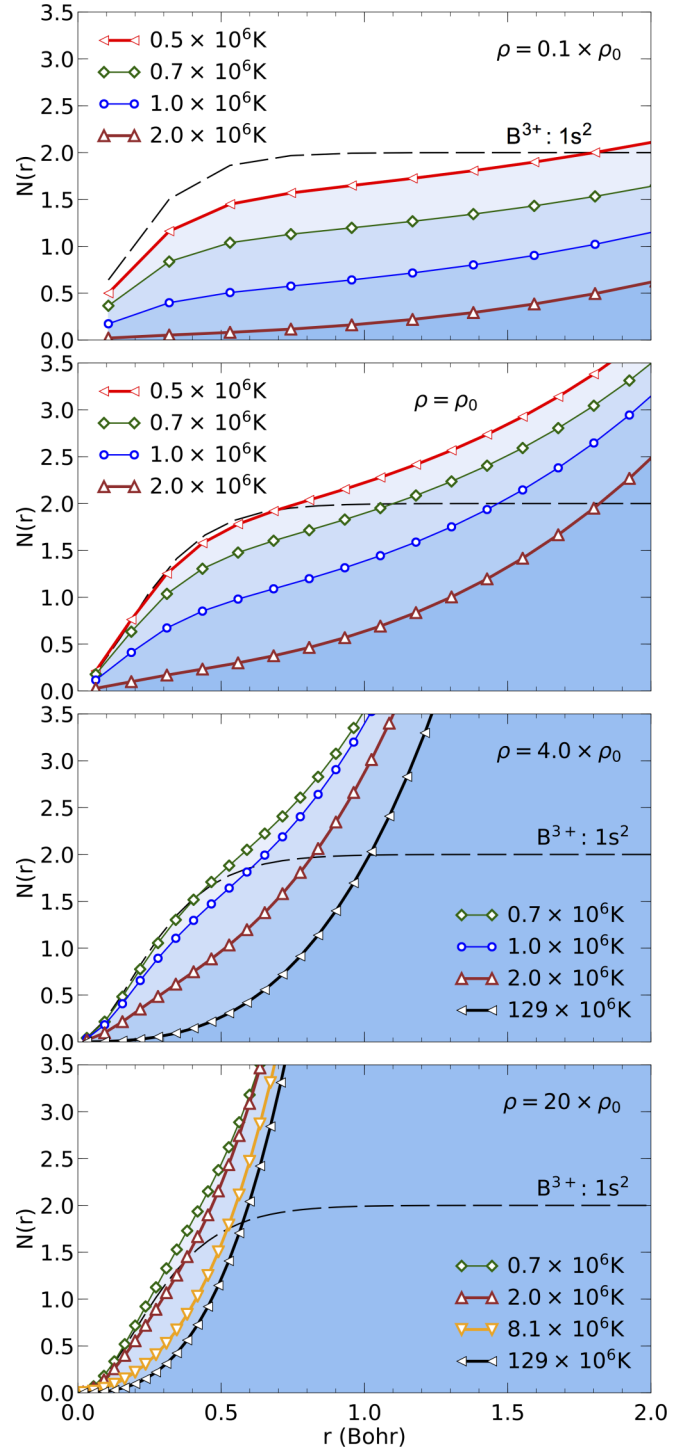 3.5
3.0
2.5
2.0
1.5
1.0
0.5
0.0
N(r)
0.5 × 10⁶K
0.7 × 10⁶K
1.0 × 10⁶K
2.0 × 10⁶K
ρ = 0.1 × ρ₀
B³⁺: 1s²
3.5
3.0
2.5
2.0
1.5
1.0
0.5
0.0
N(r)
0.5 × 10⁶K
0.7 × 10⁶K
1.0 × 10⁶K
2.0 × 10⁶K
ρ = ρ₀
3.5
3.0
2.5
2.0
1.5
1.0
0.5
0.0
N(r)
ρ = 4.0 × ρ₀
B³⁺: 1s²
0.7 × 10⁶K
1.0 × 10⁶K
2.0 × 10⁶K
129 × 10⁶K
3.5
3.0
2.5
2.0
1.5
1.0
0.5
0.0
N(r)
ρ = 20 × ρ₀
B³⁺: 1s²
0.7 × 10⁶K
2.0 × 10⁶K
8.1 × 10⁶K
129 × 10⁶K
0.0 0.5 1.0 1.5 2.0
r (Bohr)